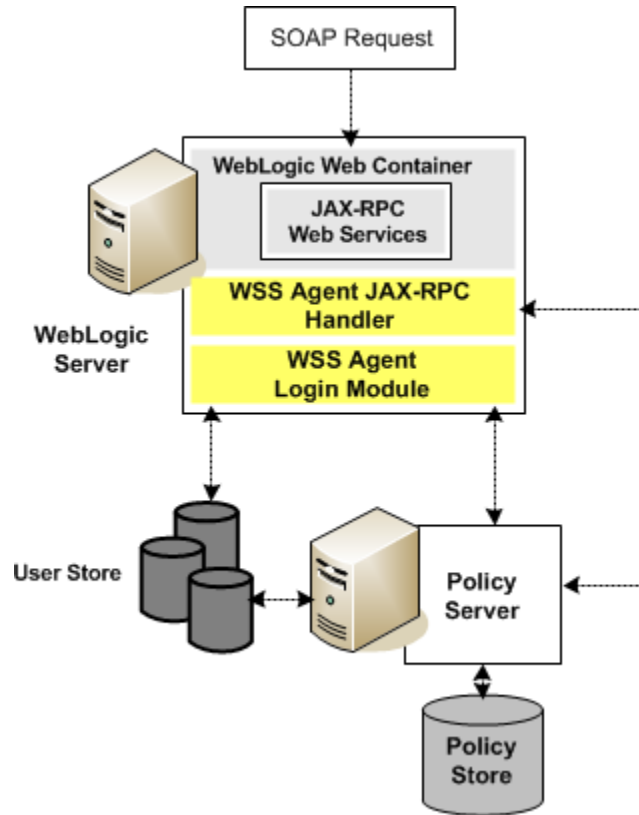 SOAP Request
WebLogic Web Container
JAX-RPC
Web Services
WSS Agent JAX-RPC
Handler
WebLogic
Server
WSS Agent
Login Module
User Store
Policy
Server
Policy
Store